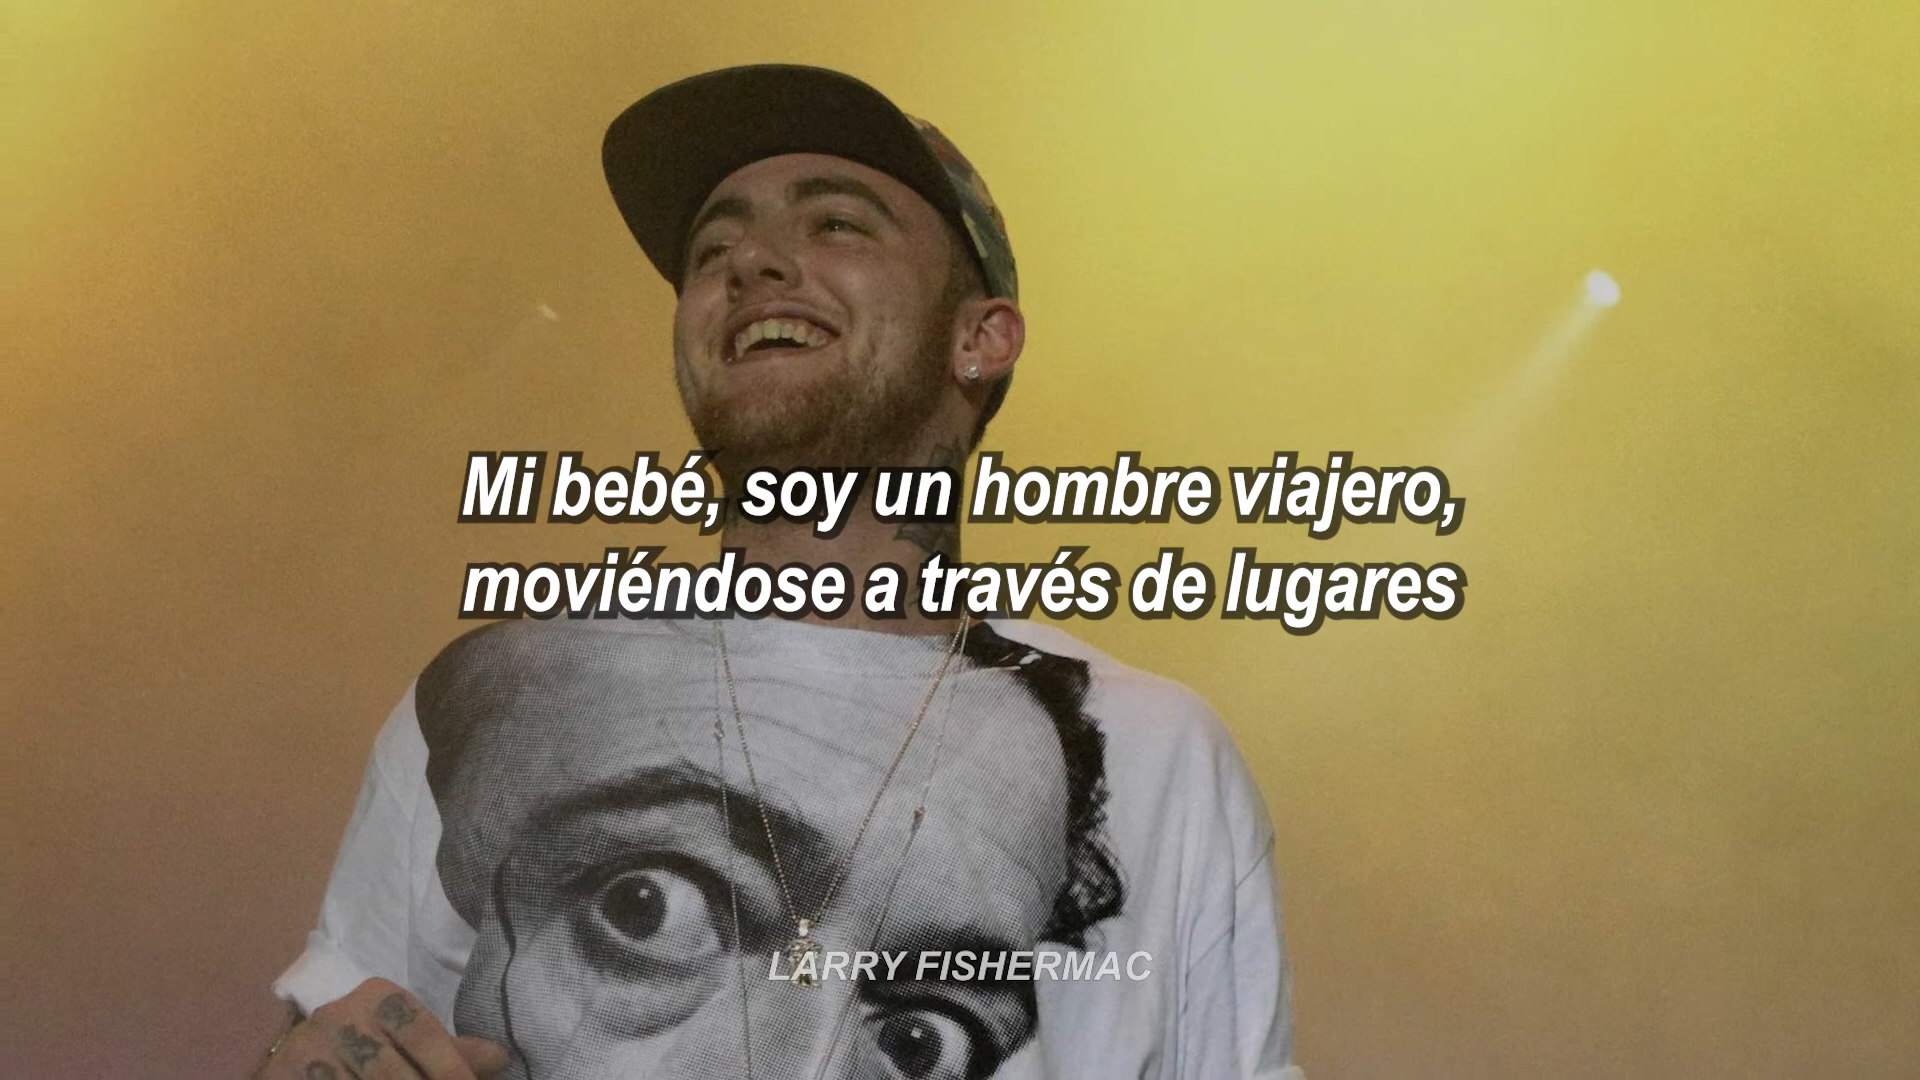 Mi bebé, soy un hombre viajero,
moviéndose a través de lugares
LARRY FISHERMAC